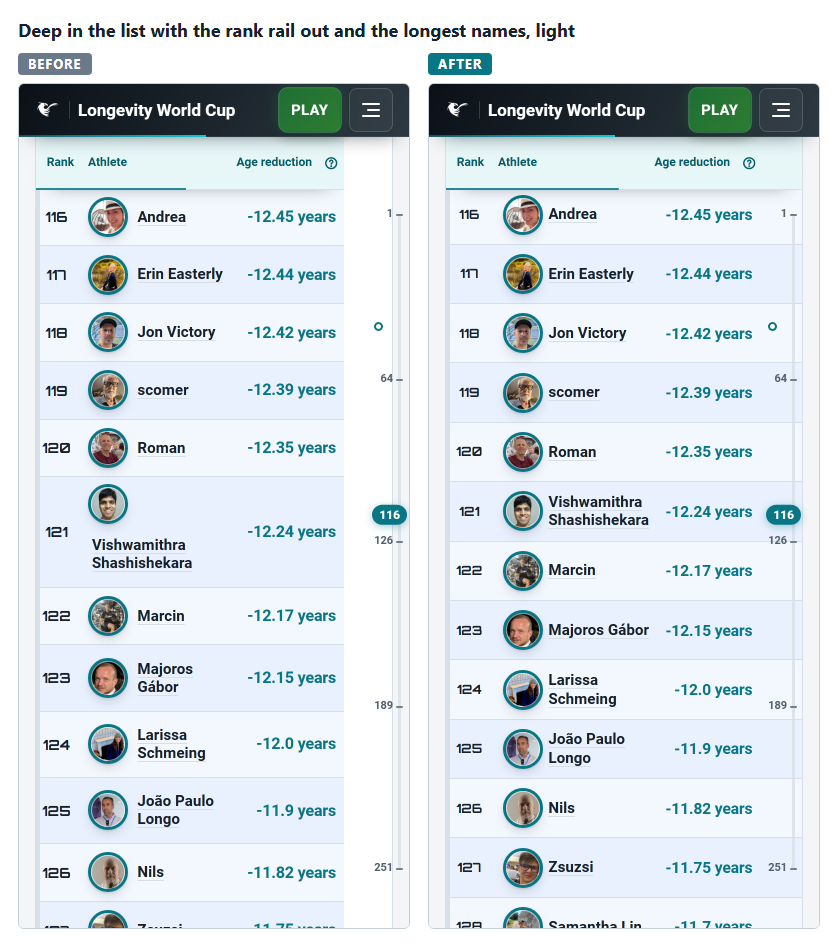 Deep in the list with the rank rail out and the longest names, light
BEFORE
Longevity World Cup
PLAY
Rank Athlete Age reduction ?
116 Andrea -12.45 years
117 Erin Easterly -12.44 years
118 Jon Victory -12.42 years
119 scomer -12.39 years
120 Roman -12.35 years
121 Vishwamithra
Shashishekara -12.24 years
122 Marcin -12.17 years
123 Majoros
Gábor -12.15 years
124 Larissa
Schmeing -12.0 years
125 João Paulo
Longo -11.9 years
126 Nils -11.82 years
1
64
116
126
189
251
AFTER
Longevity World Cup
PLAY
Rank Athlete Age reduction ?
116 Andrea -12.45 years
117 Erin Easterly -12.44 years
118 Jon Victory -12.42 years
119 scomer -12.39 years
120 Roman -12.35 years
121 Vishwamithra
Shashishekara -12.24 years
122 Marcin -12.17 years
123 Majoros Gábor -12.15 years
124 Larissa
Schmeing -12.0 years
125 João Paulo
Longo -11.9 years
126 Nils -11.82 years
127 Zsuzsi -11.75 years
128 Samantha Lin -11.7 years
1
64
116
126
189
251